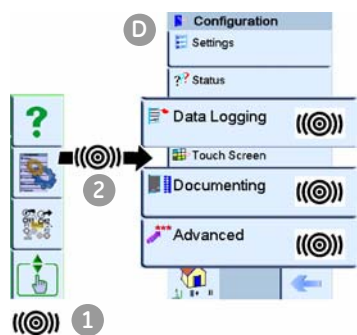 D
Configuration
Settings
?? Status
?
Data Logging
2
Touch Screen
Documenting
*** Advanced
1